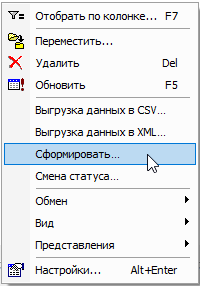 Отобрать по колонке... F7
Переместить...
Удалить Del
Обновить F5
Выгрузка данных в CSV...
Выгрузка данных в XML...
Сформировать...
Смена статуса...
Обмен
Вид
Представления
Настройки... Alt+Enter